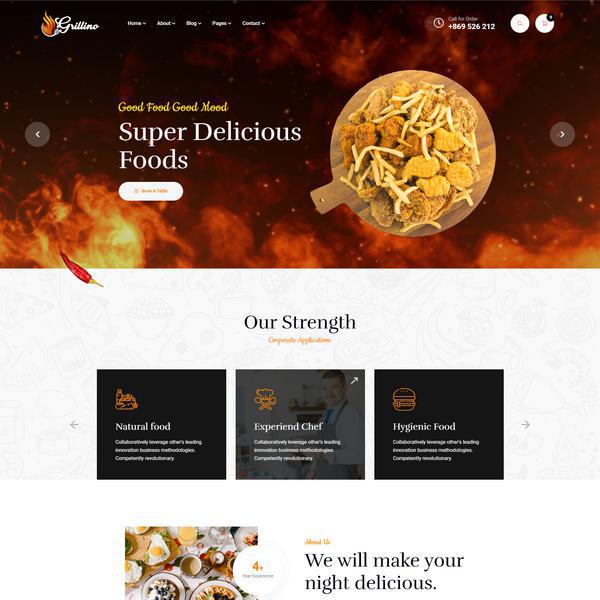 Grillino
Home
About
Blog
Pages
Contact
Call for Order
+869 526 212
0
Good Food Good Mood
Super Delicious
Foods
Book A Table
Our Strength
Corporate Applications
Natural food
Collaboratively leverage other's leading
innovation business methodologies.
Competently revolutionary.
Experiend Chef
Collaboratively leverage other's leading
innovation business methodologies.
Competently revolutionary.
Hygienic Food
Collaboratively leverage other's leading
innovation business methodologies.
Competently revolutionary.
4+
Year Experience
About Us
We will make your
night delicious.